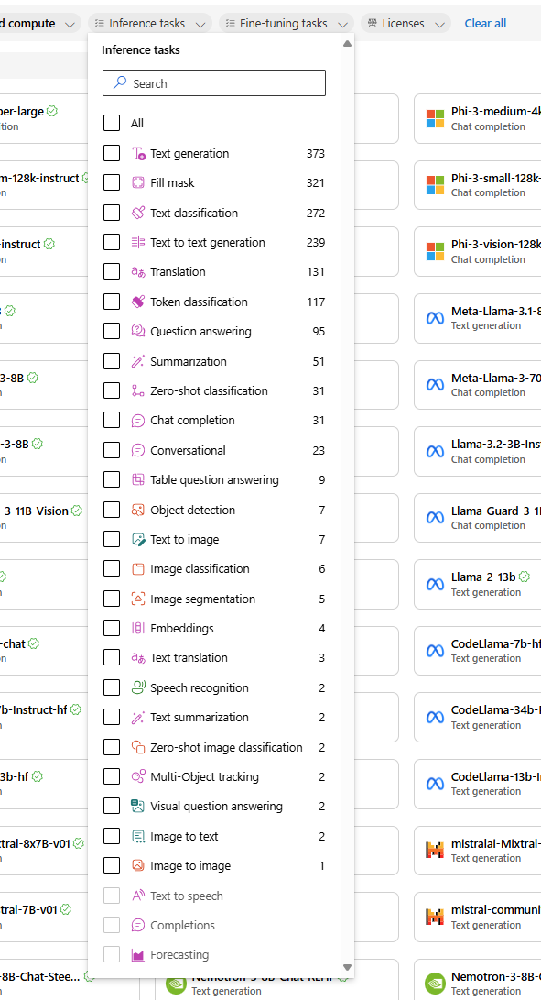 d compute
Inference tasks
Fine-tuning tasks
Licenses
Clear all
Inference tasks
Search
All
Text generation 373
Fill mask 321
Text classification 272
Text to text generation 239
Translation 131
Token classification 117
Question answering 95
Summarization 51
Zero-shot classification 31
Chat completion 31
Conversational 23
Table question answering 9
Object detection 7
Text to image 7
Image classification 6
Image segmentation 5
Embeddings 4
Text translation 3
Speech recognition 2
Text summarization 2
Zero-shot image classification 2
Multi-Object tracking 2
Visual question answering 2
Image to text 2
Image to image 1
Text to speech
Completions
Forecasting
per-large
ition
m-128k-instruct
on
-instruct
on
3-8B
n
-3-8B
n
-3-11B-Vision
on
-chat
on
7b-Instruct-hf
n
3b-hf
n
xtral-8x7B-v01
n
stral-7B-v01
n
-8B-Chat-Stee...
n
Nemotron-3-8B-Chat-RLHF
Text generation
Phi-3-medium-4k
Chat completion
Phi-3-small-128k-
Chat completion
Phi-3-vision-128k
Chat completion
Meta-Llama-3.1-8
Text generation
Meta-Llama-3-70
Chat completion
Llama-3.2-3B-Ins
Chat completion
Llama-Guard-3-1
Chat completion
Llama-2-13b
Text generation
CodeLlama-7b-hf
Text generation
CodeLlama-34b-I
Text generation
CodeLlama-13b-I
Text generation
mistralai-Mixtral-
Text generation
mistral-communi
Text generation
Nemotron-3-8B-
Text generation